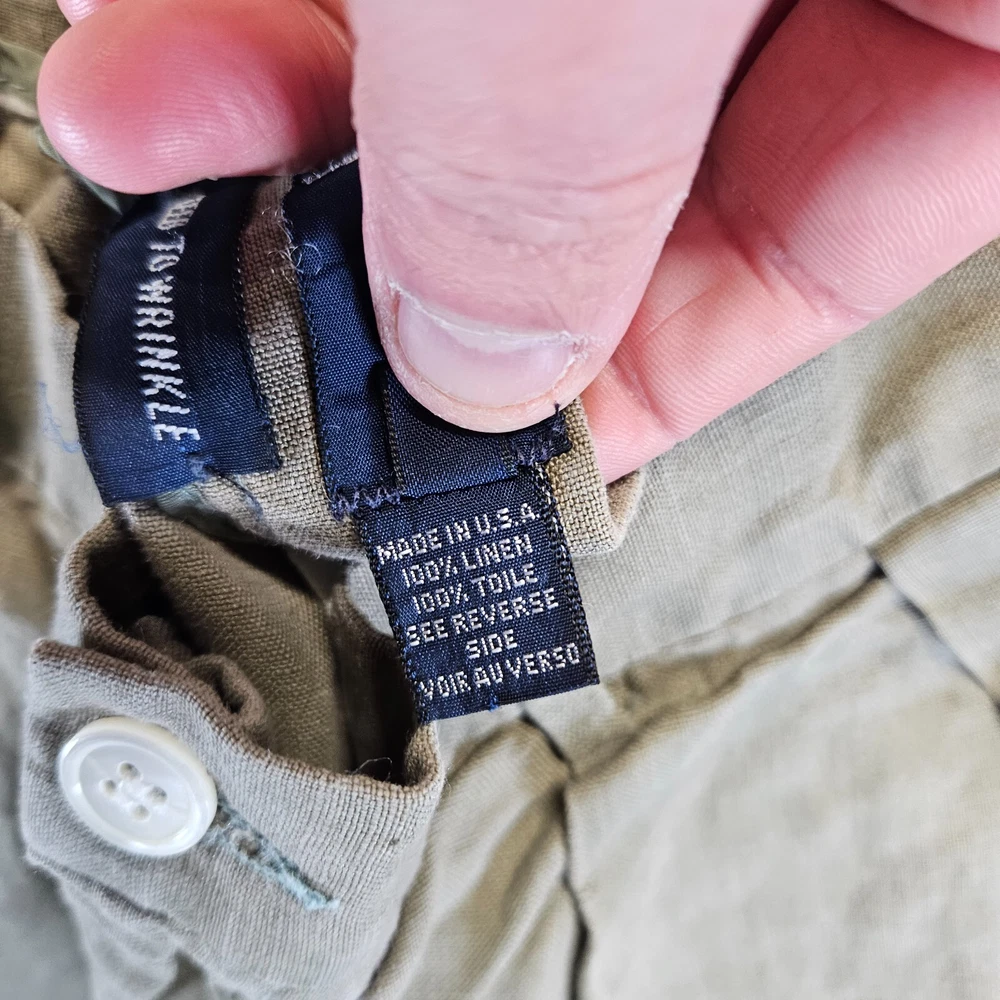 TO WRINKLE
MADE IN U.S.A
100% LINEN
100% TOILE
SEE REVERSE
SIDE
VOIR AU VERSO